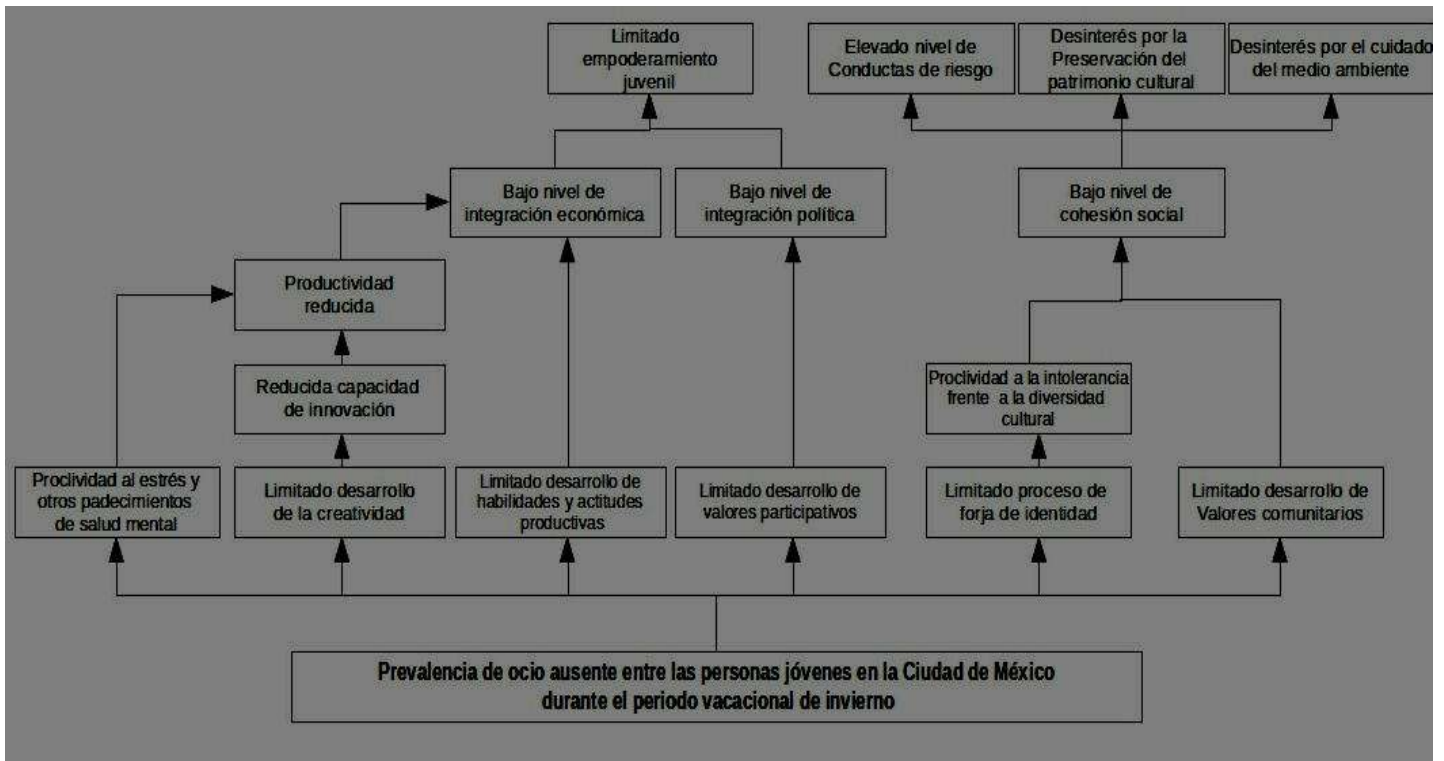 Limitado
empoderamiento
juvenil
Elevado nivel de
Conductas de riesgo
Desinterés por la
Preservación del
patrimonio cultural
Desinterés por el cuidado
del medio ambiente
Bajo nivel de
integración económica
Bajo nivel de
integración política
Bajo nivel de
cohesión social
Productividad
reducida
Reducida capacidad
de innovación
Proclividad a la intolerancia
frente a la diversidad
cultural
Proclividad al estrés y
otros padecimientos
de salud mental
Limitado desarrollo
de la creatividad
Limitado desarrollo de
habilidades y actitudes
productivas
Limitado desarrollo de
valores participativos
Limitado proceso de
forja de identidad
Limitado desarrollo de
Valores comunitarios
Prevalencia de ocio ausente entre las personas jóvenes en la Ciudad de México
durante el periodo vacacional de invierno